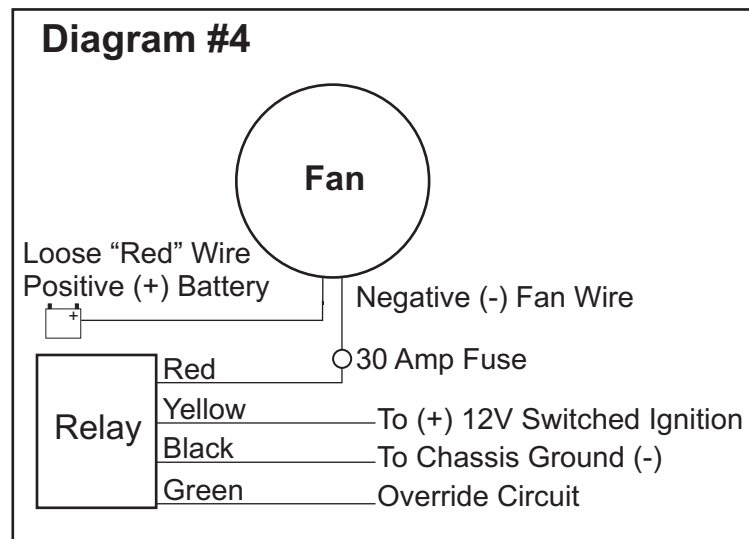 Diagram #4
Fan
Loose “Red” Wire
Positive (+) Battery
+
Negative (-) Fan Wire
30 Amp Fuse
Relay
Red
Yellow
To (+) 12V Switched Ignition
Black
To Chassis Ground (-)
Green
Override Circuit